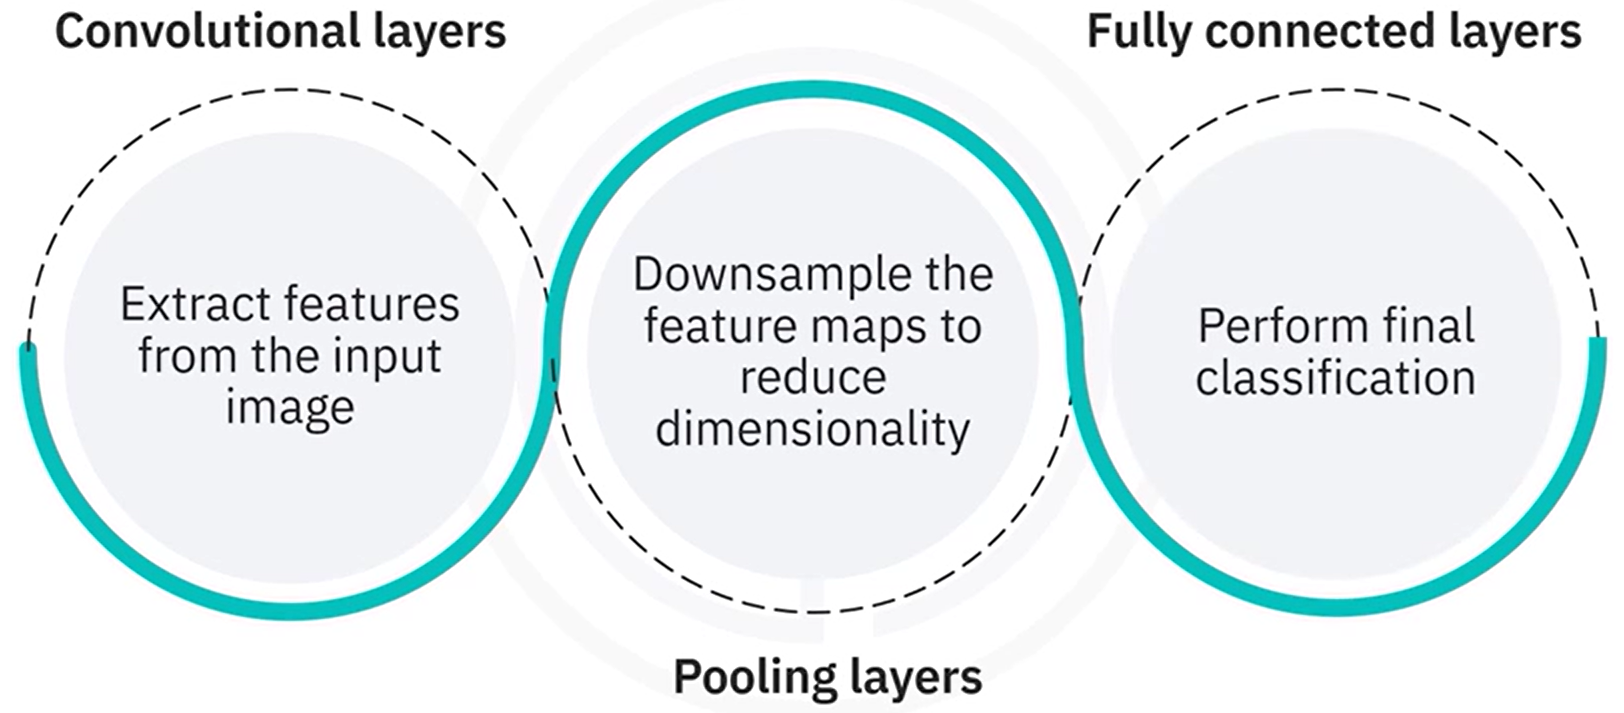 Convolutional layers
Extract features
from the input
image
Downsample the
feature maps to
reduce
dimensionality
Pooling layers
Fully connected layers
Perform final
classification